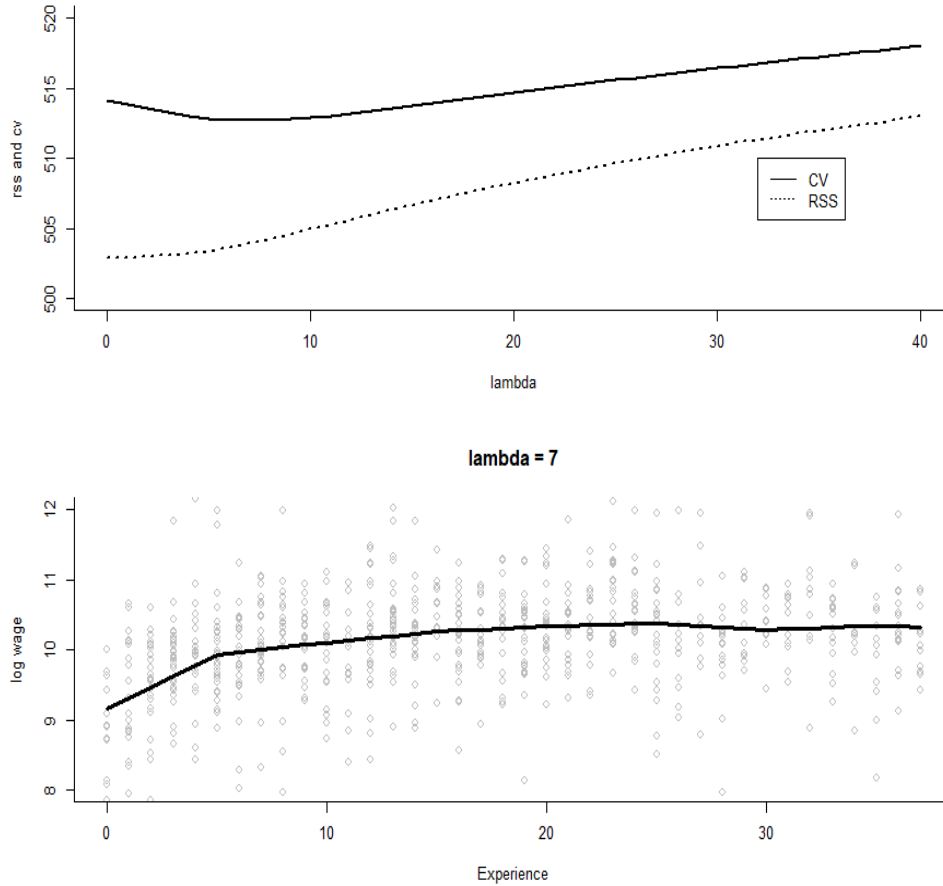 520
515
510
505
500
rss and cv
CV
RSS
0 10 20 30 40
lambda
lambda = 7
12
11
10
9
8
log wage
0 10 20 30
Experience